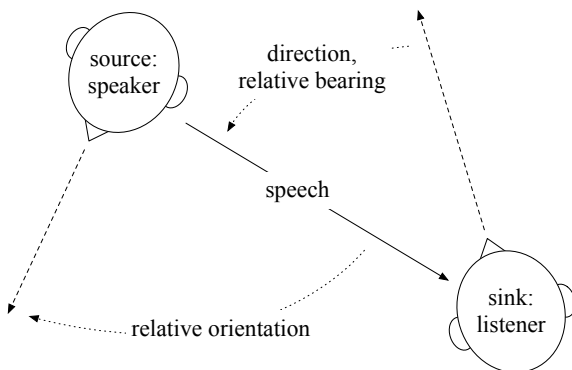 source:
speaker
direction,
relative bearing
speech
sink:
listener
relative orientation